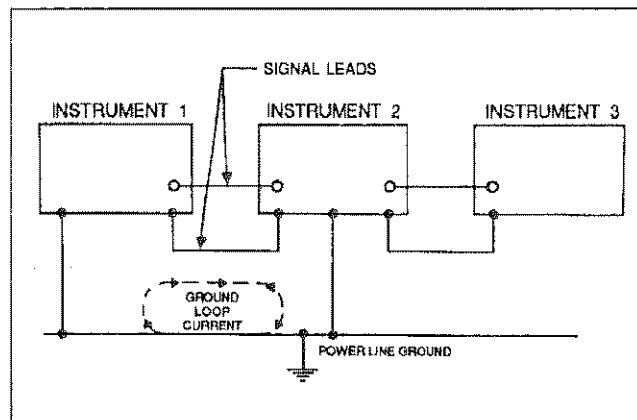 SIGNAL LEADS
INSTRUMENT 1
INSTRUMENT 2
INSTRUMENT 3
GROUND
LOOP
CURRENT
POWER LINE GROUND